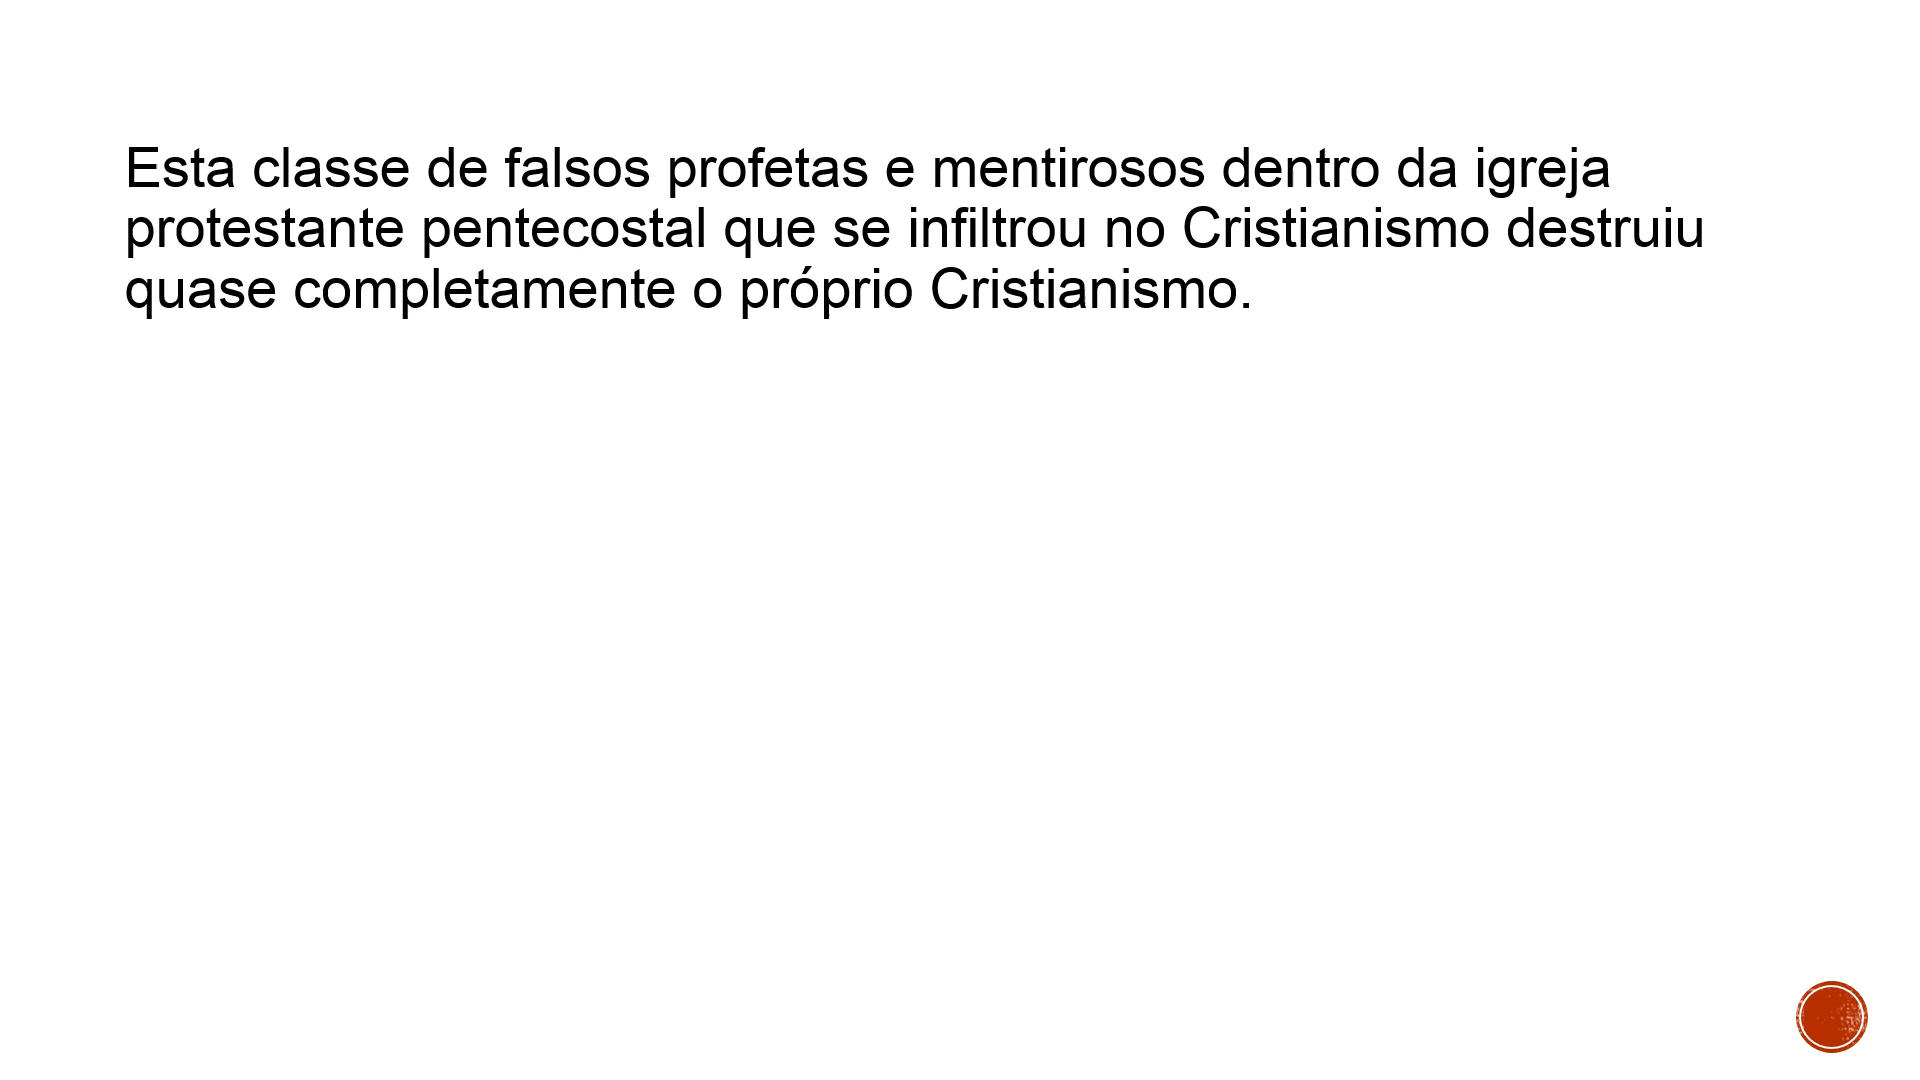 Esta classe de falsos profetas e mentirosos dentro da igreja
protestante pentecostal que se infiltrou no Cristianismo destruiu
quase completamente o próprio Cristianismo.